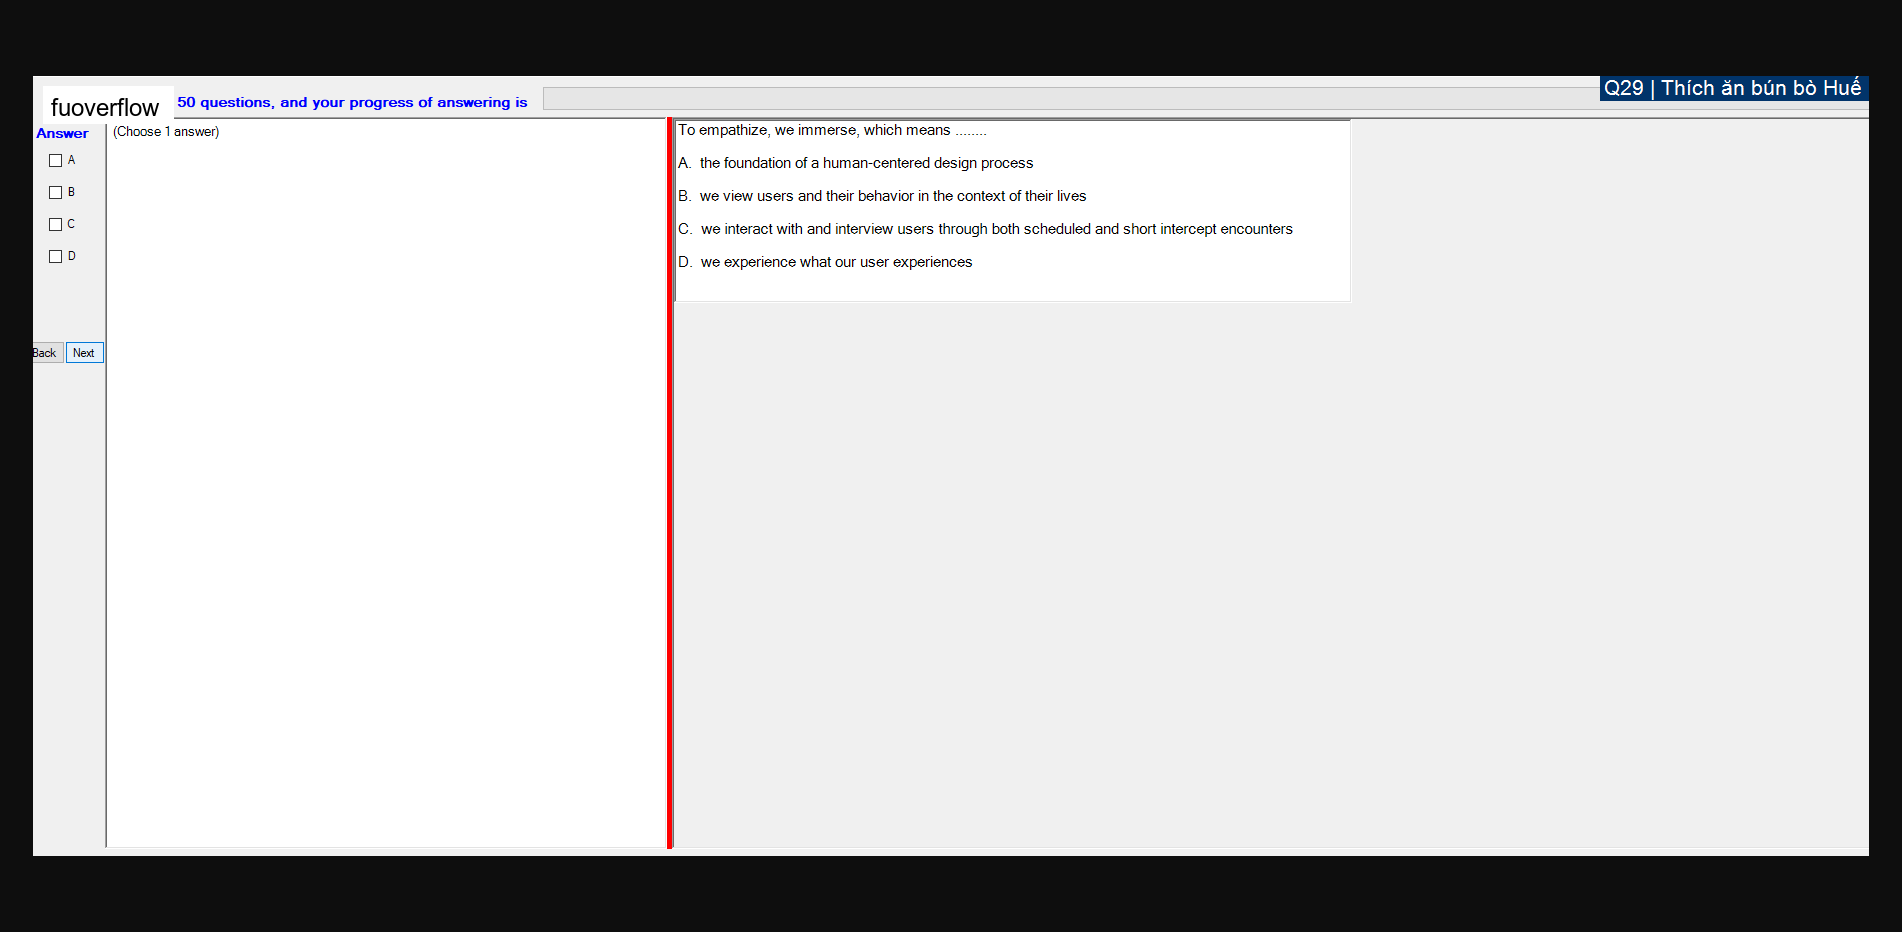 Q29 | Thích ăn bún bò Huế
fuoverflow 50 questions, and your progress of answering is
Answer
(Choose 1 answer)
A
B
C
D
Back Next
To empathize, we immerse, which means ........
A. the foundation of a human-centered design process
B. we view users and their behavior in the context of their lives
C. we interact with and interview users through both scheduled and short intercept encounters
D. we experience what our user experiences